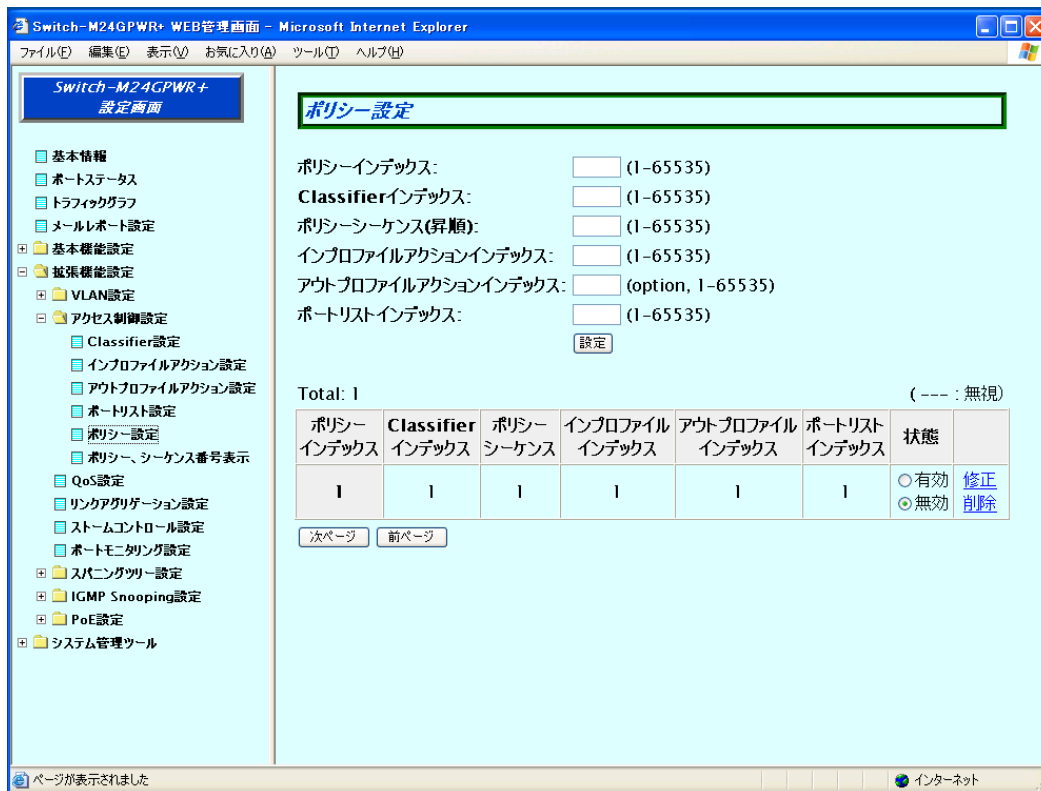 Switch-M24GPWR+ WEB管理画面 - Microsoft Internet Explorer
ファイル(F) 編集(E) 表示(V) お気に入り(A) ツール(T) ヘルプ(H)
Switch-M24GPWR+
設定画面
基本情報
ポートステータス
トラフィックグラフ
メールレポート設定
基本機能設定
拡張機能設定
VLAN設定
アクセス制御設定
Classifier設定
インプロファイルアクション設定
アウトプロファイルアクション設定
ポートリスト設定
ポリシー設定
ポリシー、シーケンス番号表示
QoS設定
リンクアグリゲーション設定
ストームコントロール設定
ポートモニタリング設定
スパニングツリー設定
IGMP Snooping設定
PoE設定
システム管理ツール
ポリシー設定
ポリシーインデックス: (1-65535)
Classifierインデックス: (1-65535)
ポリシーシーケンス(昇順): (1-65535)
インプロファイルアクションインデックス: (1-65535)
アウトプロファイルアクションインデックス: (option, 1-65535)
ポートリストインデックス: (1-65535)
設定
Total: 1 ( --- : 無視)
ポリシー Classifier ポリシー インプロファイル アウトプロファイル ポートリスト 状態
インデックス インデックス シーケンス インデックス インデックス インデックス
1 1 1 1 1 1 有効 修正
無効 削除
次ページ 前ページ
ページが表示されました インターネット